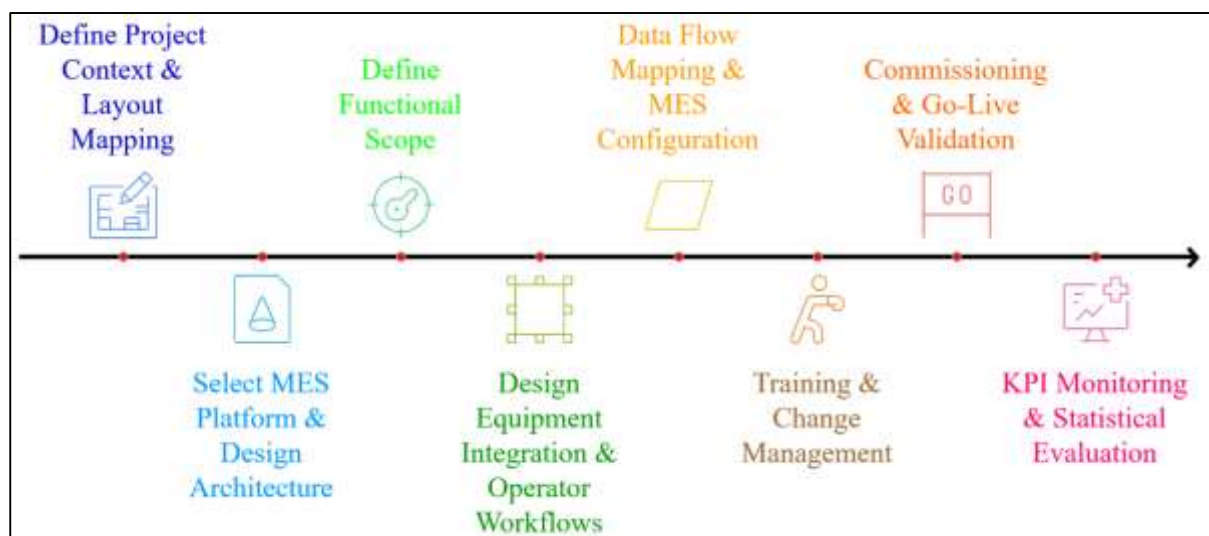 Define Project
Context &
Layout
Mapping
Select MES
Platform &
Design
Architecture
Define
Functional
Scope
Design
Equipment
Integration &
Operator
Workflows
Data Flow
Mapping &
MES
Configuration
Training &
Change
Management
Commissioning
& Go-Live
Validation
GO
KPI Monitoring
& Statistical
Evaluation